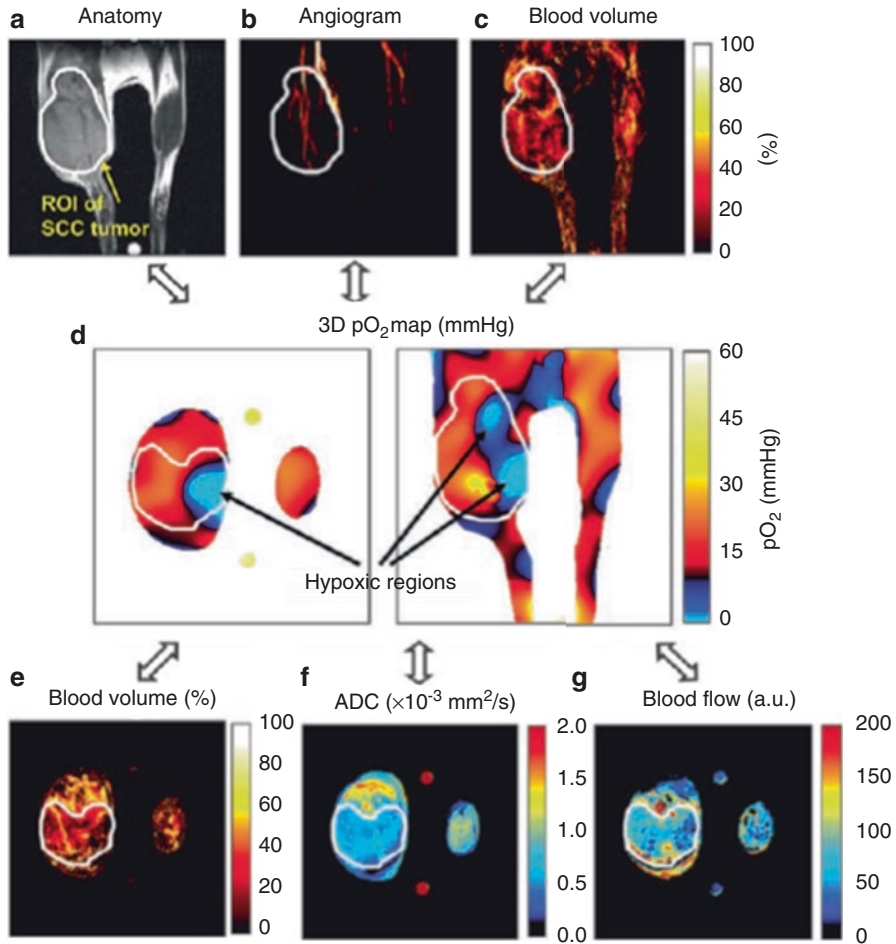 a Anatomy
b Angiogram
c Blood volume
100
80
60
40
20
0
(%)
ROI of
SCC tumor
d
3D pO₂map (mmHg)
60
45
30
15
0
pO₂ (mmHg)
Hypoxic regions
e
Blood volume (%)
100
80
60
40
20
0
f
ADC (×10⁻³ mm²/s)
2.0
1.5
1.0
0.5
0.0
g
Blood flow (a.u.)
200
150
100
50
0